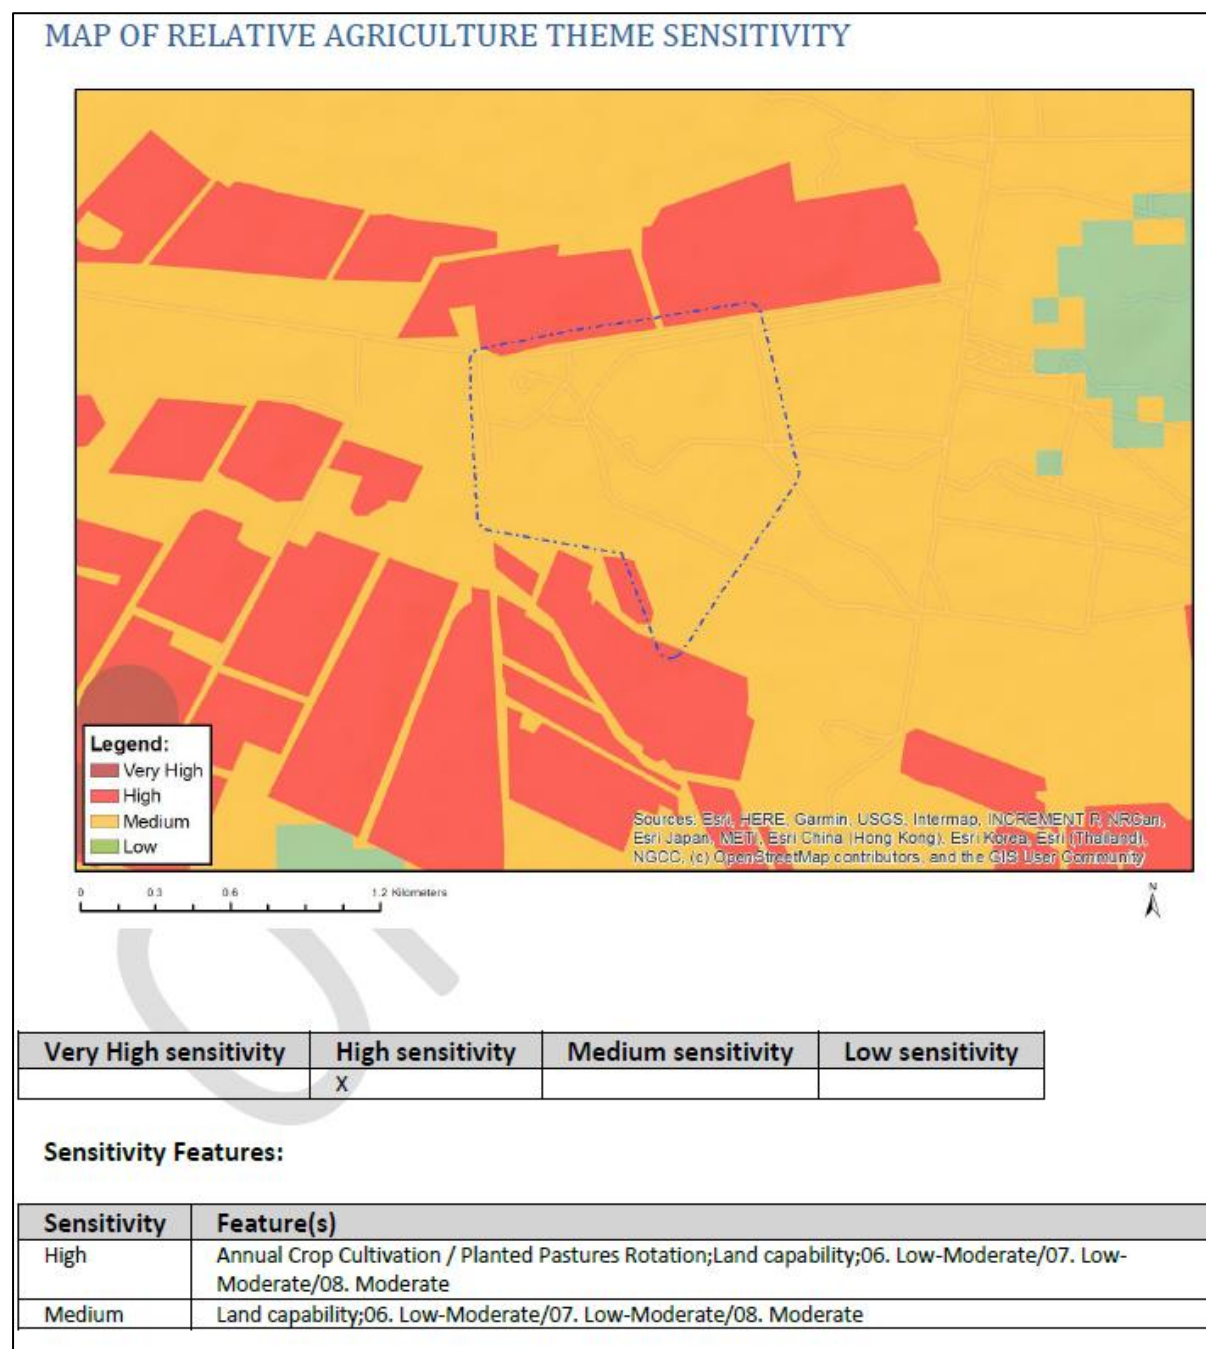 MAP OF RELATIVE AGRICULTURE THEME SENSITIVITY
Legend:
Very High
High
Medium
Low
Sources: Esri, HERE, Garmin, USGS, Intermap, INCREMENT P, NRCan,
Esri Japan, METI, Esri China (Hong Kong), Esri Korea, Esri (Thailand),
NGCC, (c) OpenStreetMap contributors, and the GIS User Community
0 0.3 0.6 1.2 Kilometers
N
Very High sensitivity High sensitivity Medium sensitivity Low sensitivity
X
Sensitivity Features:
Sensitivity Feature(s)
High Annual Crop Cultivation / Planted Pastures Rotation;Land capability;06. Low-Moderate/07. Low-
Moderate/08. Moderate
Medium Land capability;06. Low-Moderate/07. Low-Moderate/08. Moderate